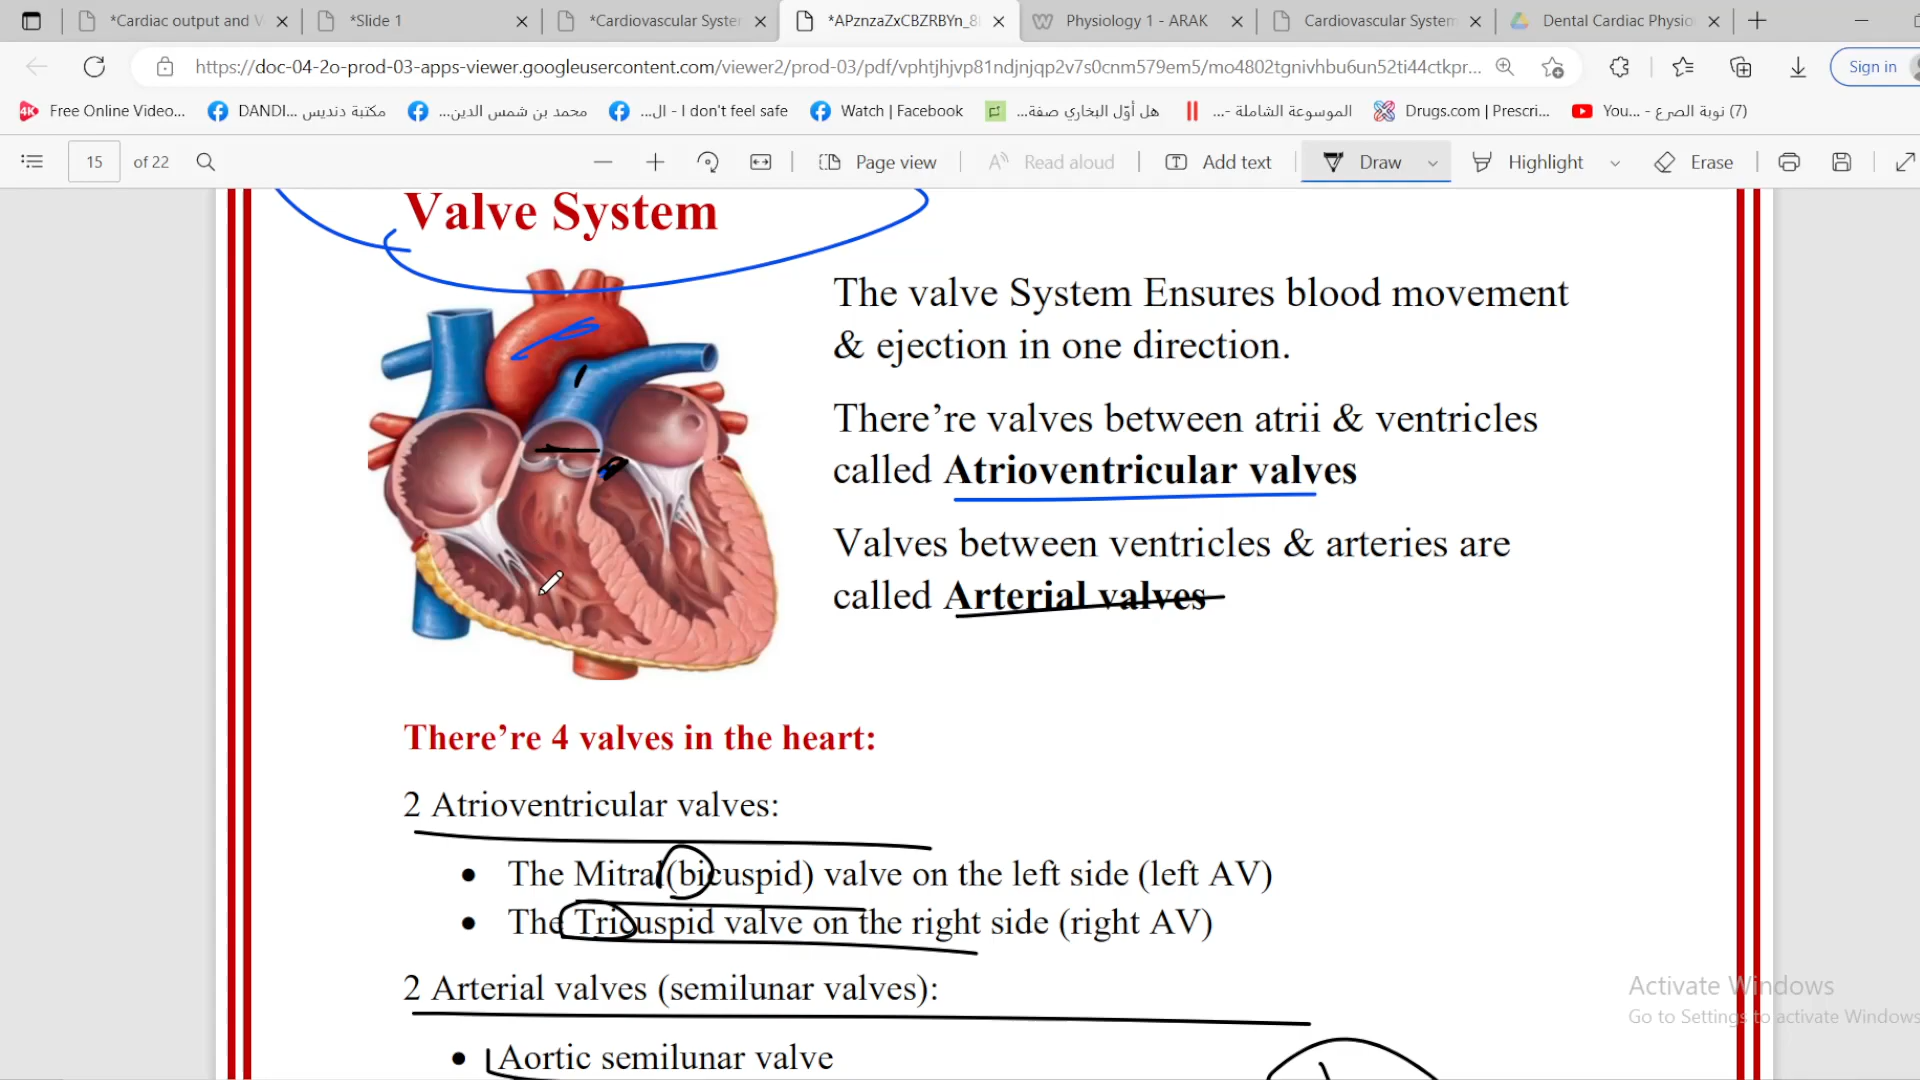 *Cardiac output and V
*Slide 1
*Cardiovascular Syster
*APznzaZxCBZRBYn_8
Physiology 1 - ARAK
Cardiovascular System
Dental Cardiac Physio
https://doc-04-2o-prod-03-apps-viewer.googleusercontent.com/viewer2/prod-03/pdf/vphtjhjvp81ndjnjqp2v7s0cnm579em5/mo4802tgnivhbu6un52ti44ctkpr...
Sign in
4K Free Online Video...
DANDI... مكتبة دنديس
محمد بن شمس الدين...
ال... - I don't feel safe
Watch | Facebook
هل أوّل البخاري صفة...
الموسوعة الشاملة -...
Drugs.com | Prescri...
(7) نوبة الصرع - You...
15 of 22
Page view
Read aloud
Add text
Draw
Highlight
Erase
Valve System
The valve System Ensures blood movement
& ejection in one direction.
There're valves between atrii & ventricles
called Atrioventricular valves
Valves between ventricles & arteries are
called Arterial valves
There're 4 valves in the heart:
2 Atrioventricular valves:
• The Mitral(bicuspid) valve on the left side (left AV)
• The Tricuspid valve on the right side (right AV)
2 Arterial valves (semilunar valves):
• Aortic semilunar valve
Activate Windows
Go to Settings to activate Windows